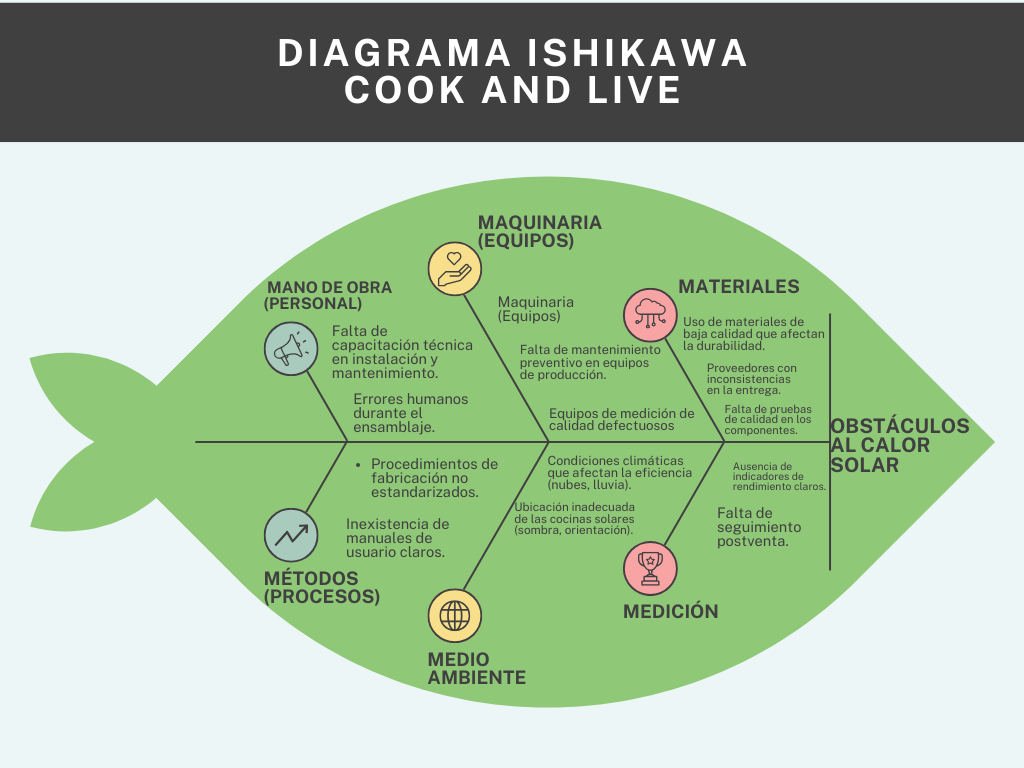 DIAGRAMA ISHIKAWA
COOK AND LIVE
MANO DE OBRA
(PERSONAL)
Falta de
capacitación técnica
en instalación y
mantenimiento.
Errores humanos
durante el
ensamblaje.
MAQUINARIA
(EQUIPOS)
Maquinaria
(Equipos)
Falta de mantenimiento
preventivo en equipos
de producción.
Equipos de medición de
calidad defectuosos
MATERIALES
Uso de materiales de
baja calidad que afectan
la durabilidad.
Proveedores con
inconsistencias
en la entrega.
Falta de pruebas
de calidad en los
componentes.
OBSTÁCULOS
AL CALOR
SOLAR
• Procedimientos de
fabricación no
estandarizados.
Inexistencia de
manuales de
usuario claros.
MÉTODOS
(PROCESOS)
Condiciones climáticas
que afectan la eficiencia
(nubes, lluvia).
Ubicación inadecuada
de las cocinas solares
(sombra, orientación).
MEDIO
AMBIENTE
Ausencia de
indicadores de
rendimiento claros.
Falta de
seguimiento
postventa.
MEDICIÓN